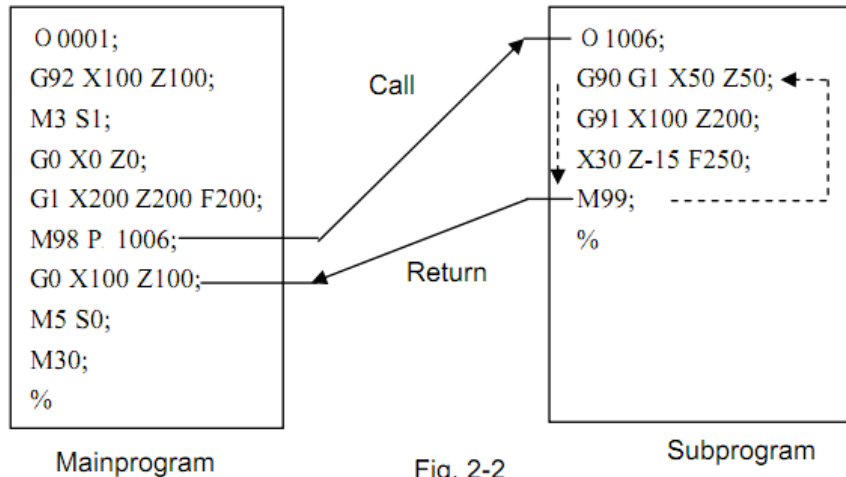 O 0001;
G92 X100 Z100;
M3 S1;
G0 X0 Z0;
G1 X200 Z200 F200;
M98 P. 1006;
G0 X100 Z100;
M5 S0;
M30;
%
Mainprogram
Call
Return
Fig. 2-2
O 1006;
G90 G1 X50 Z50;
G91 X100 Z200;
X30 Z-15 F250;
M99;
%
Subprogram